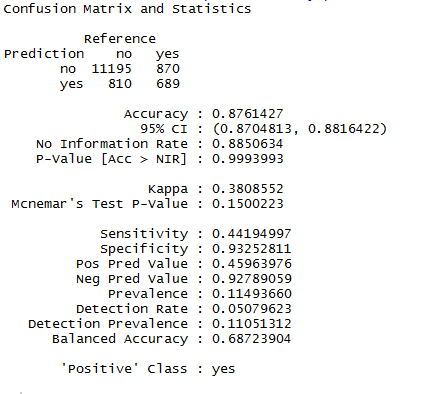 Confusion Matrix and Statistics
Reference
Prediction no yes
no 11195 870
yes 810 689
Accuracy : 0.8761427
95% CI : (0.8704813, 0.8816422)
No Information Rate : 0.8850634
P-Value [Acc > NIR] : 0.9993993
Kappa : 0.3808552
Mcnemar's Test P-Value : 0.1500223
Sensitivity : 0.44194997
Specificity : 0.93252811
Pos Pred Value : 0.45963976
Neg Pred Value : 0.92789059
Prevalence : 0.11493660
Detection Rate : 0.05079623
Detection Prevalence : 0.11051312
Balanced Accuracy : 0.68723904
'Positive' Class : yes